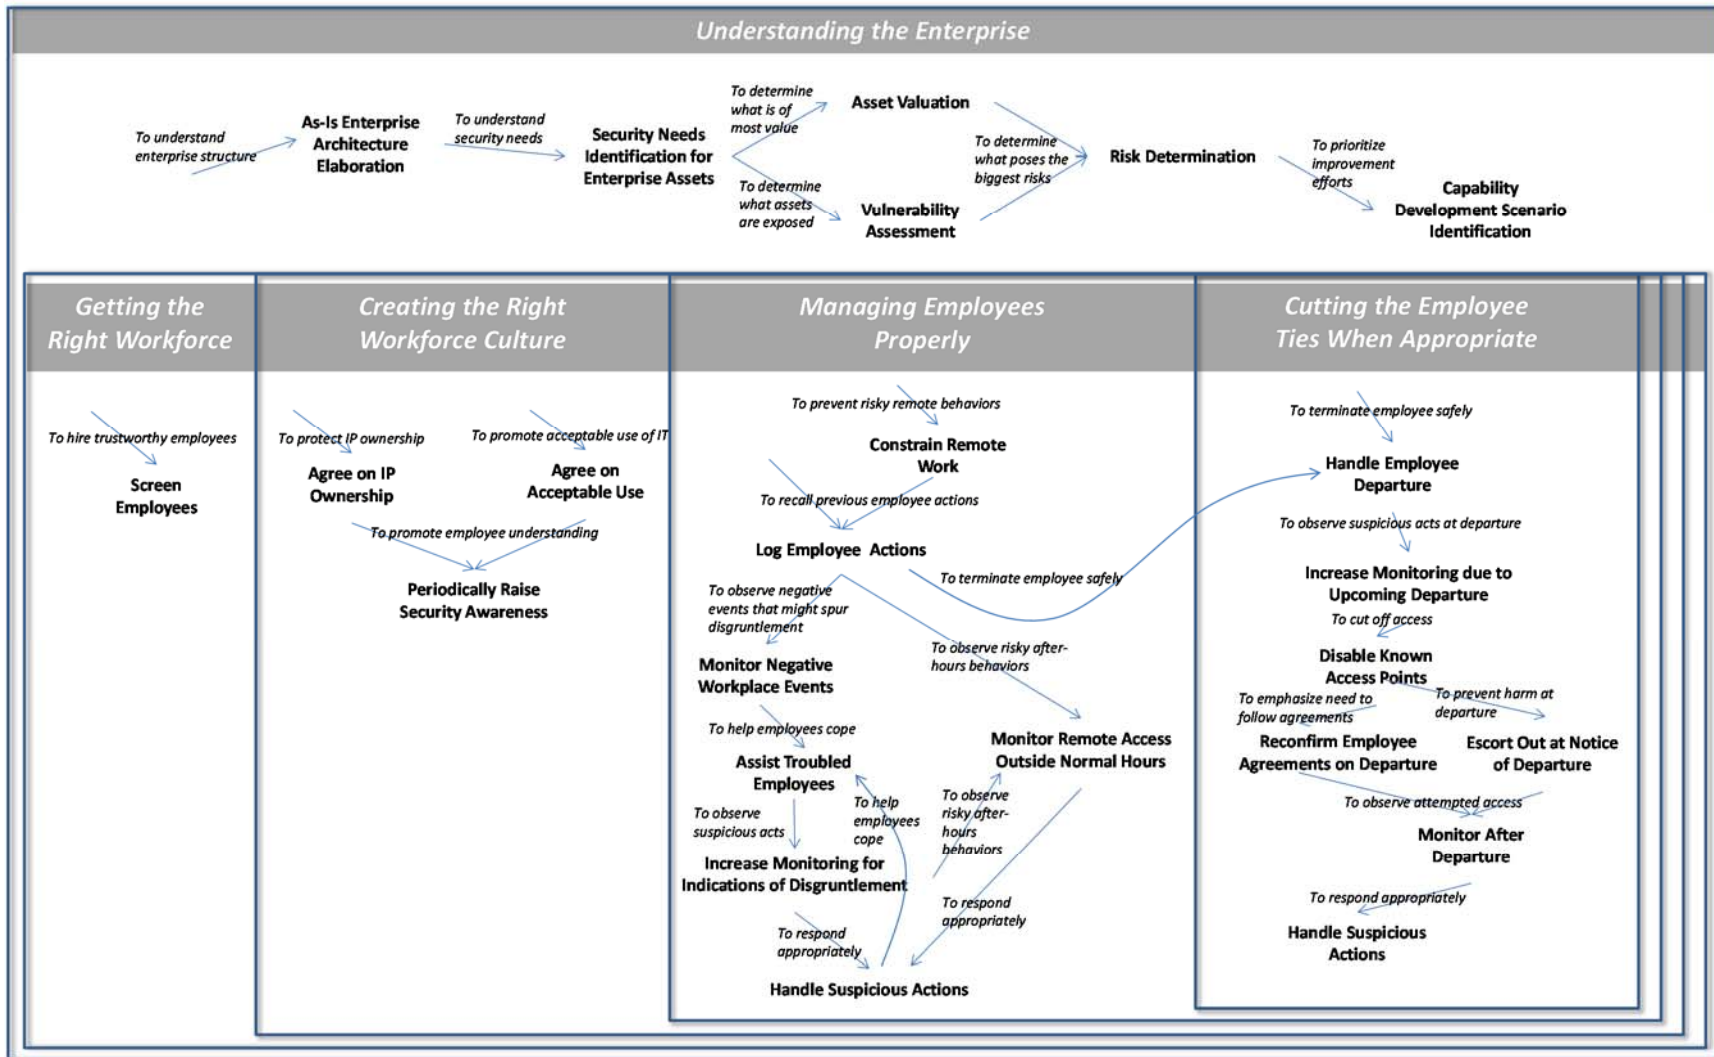 Understanding the Enterprise
To understand
enterprise structure
As-Is Enterprise
Architecture
Elaboration
To understand
security needs
Security Needs
Identification for
Enterprise Assets
To determine
what is of
most value
To determine
what assets
are exposed
Asset Valuation
Vulnerability
Assessment
To determine
what poses the
biggest risks
Risk Determination
To prioritize
improvement
efforts
Capability
Development Scenario
Identification
Getting the
Right Workforce
To hire trustworthy employees
Screen
Employees
Creating the Right
Workforce Culture
To protect IP ownership
To promote acceptable use of IT
Agree on IP
Ownership
Agree on
Acceptable Use
To promote employee understanding
Periodically Raise
Security Awareness
Managing Employees
Properly
To prevent risky remote behaviors
Constrain Remote
Work
To recall previous employee actions
Log Employee Actions
To terminate employee safely
To observe negative
events that might spur
disgruntlement
To observe risky after-
hours behaviors
Monitor Negative
Workplace Events
To help employees cope
Assist Troubled
Employees
Monitor Remote Access
Outside Normal Hours
To observe
suspicious acts
To help
employees
cope
To observe
risky after-
hours
behaviors
Increase Monitoring for
Indications of Disgruntlement
To respond
appropriately
To respond
appropriately
Handle Suspicious Actions
Cutting the Employee
Ties When Appropriate
To terminate employee safely
Handle Employee
Departure
To observe suspicious acts at departure
Increase Monitoring due to
Upcoming Departure
To cut off access
Disable Known
Access Points
To emphasize need to
follow agreements
To prevent harm at
departure
Reconfirm Employee
Agreements on Departure
Escort Out at Notice
of Departure
To observe attempted access
Monitor After
Departure
To respond appropriately
Handle Suspicious
Actions